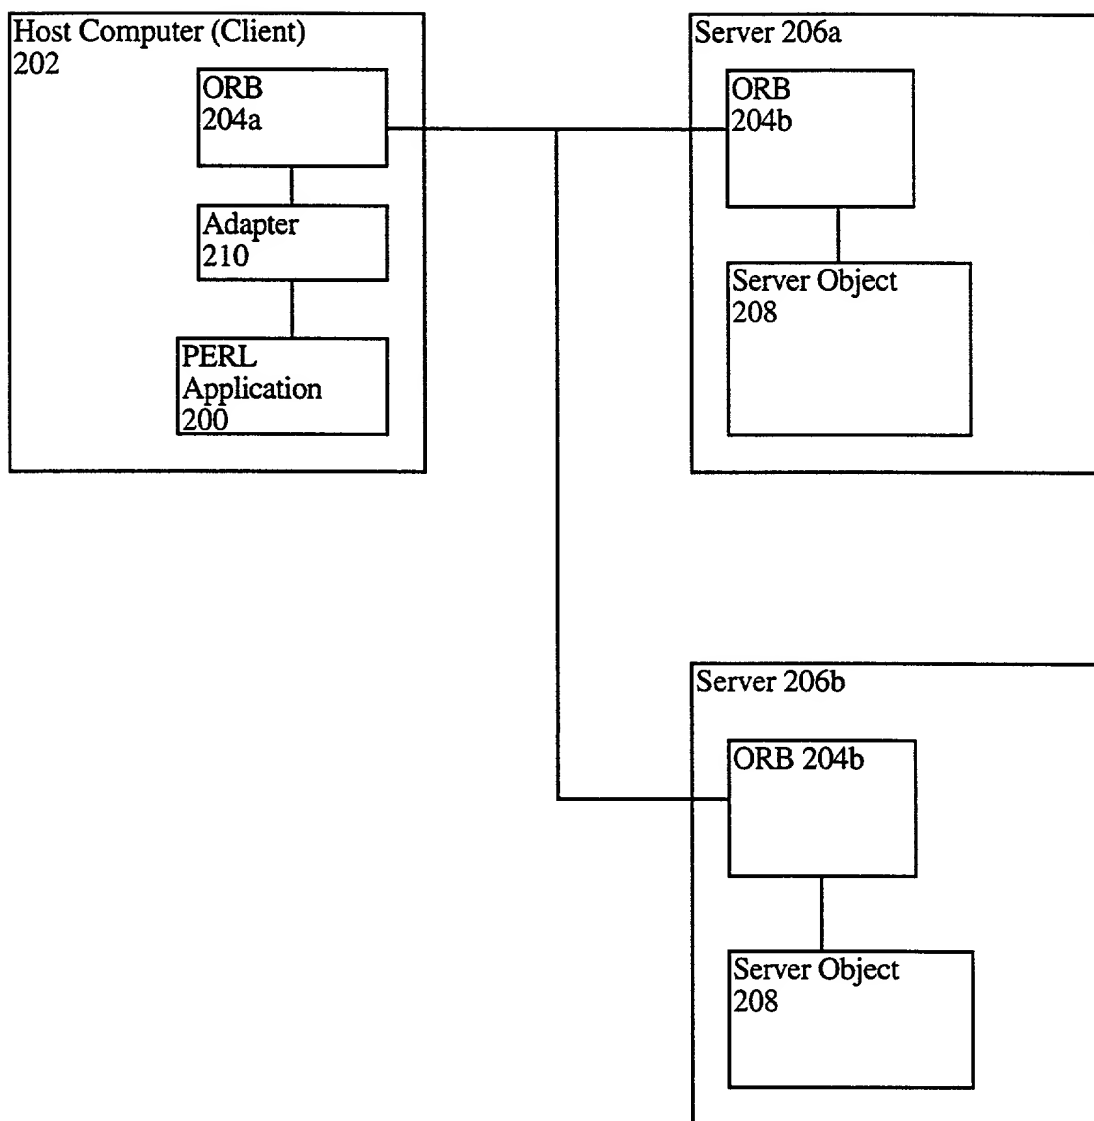 Host Computer (Client)
202
ORB
204a
Adapter
210
PERL
Application
200
Server 206a
ORB
204b
Server Object
208
Server 206b
ORB 204b
Server Object
208